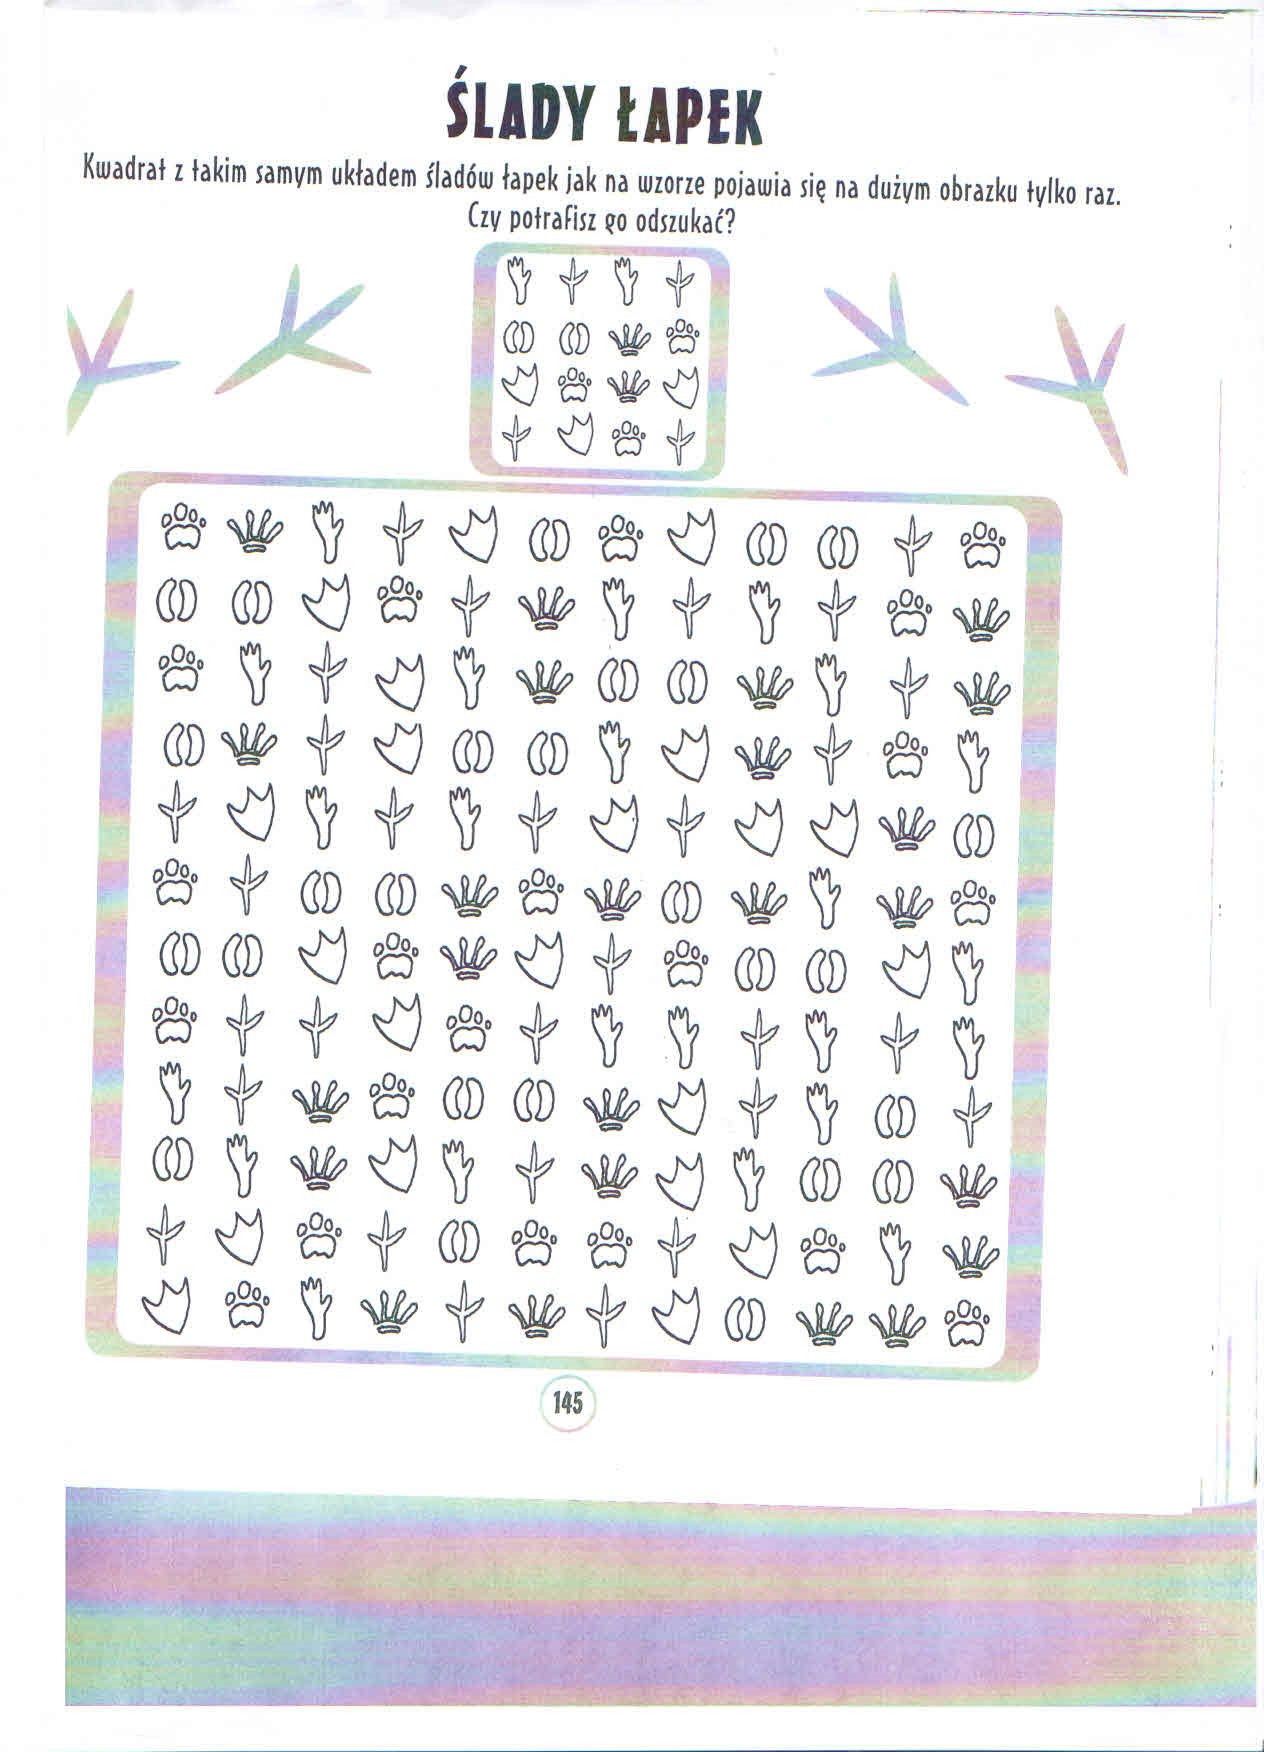 ŚLADY ŁAPEK
Kwadrat z takim samym układem śladów łapek jak na wzorze pojawia się na dużym obrazku tylko raz.
Czy potrafisz go odszukać?
145